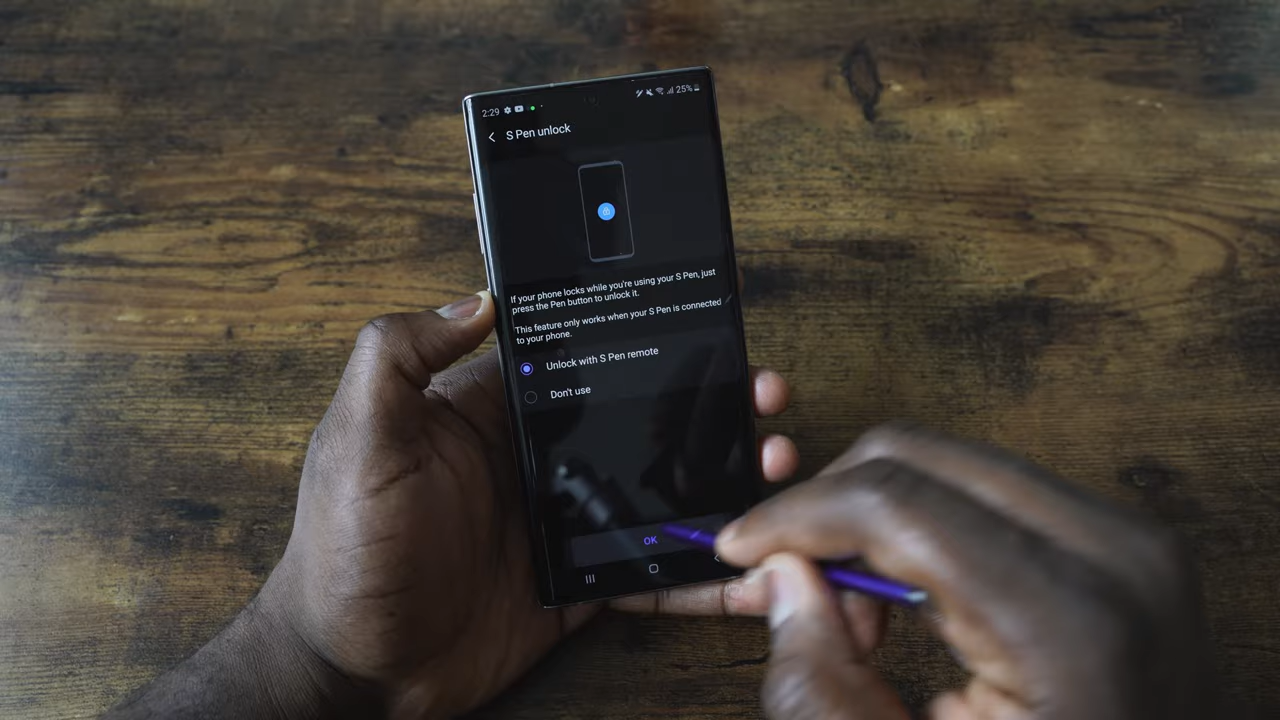 2:29 25%
S Pen unlock
If your phone locks while you're using your S Pen, just
press the Pen button to unlock it.
This feature only works when your S Pen is connected
to your phone.
Unlock with S Pen remote
Don't use
OK